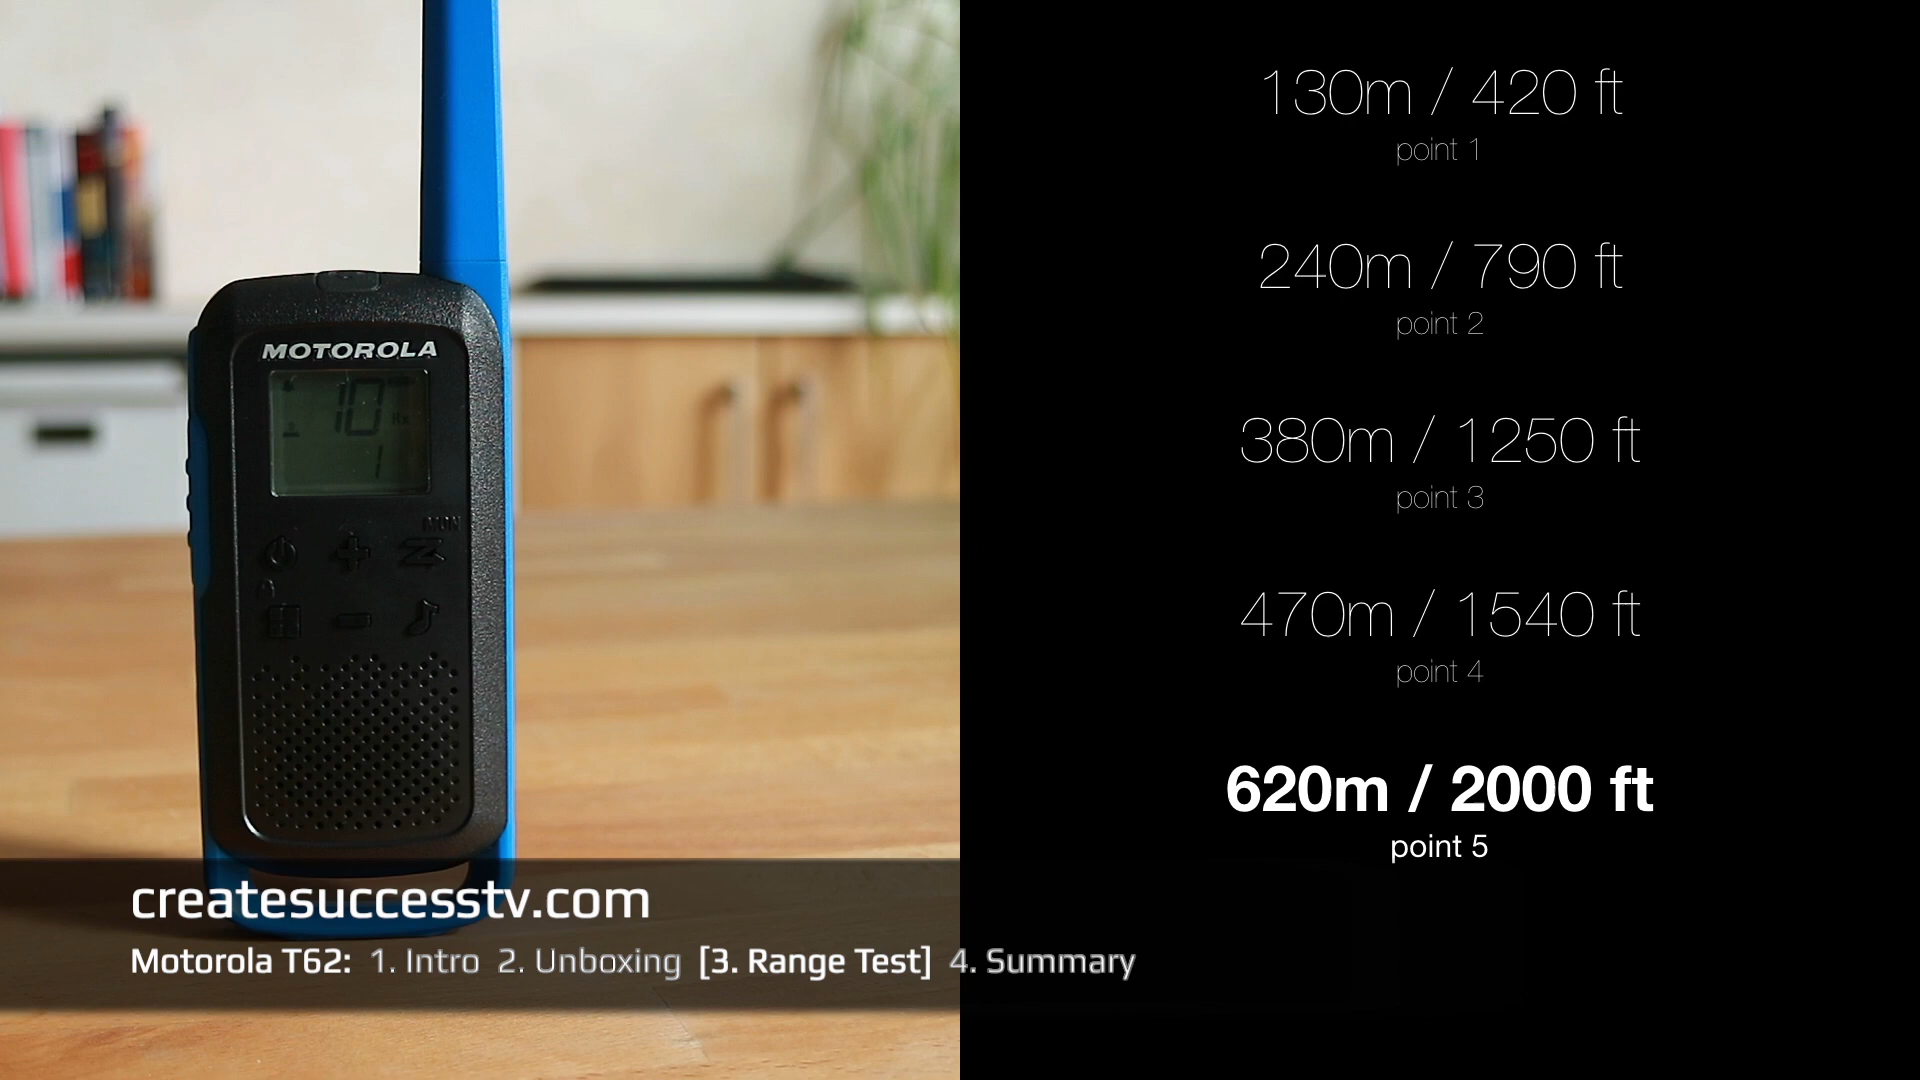 MOTOROLA
10
1
130m / 420 ft
point 1
240m / 790 ft
point 2
380m / 1250 ft
point 3
470m / 1540 ft
point 4
620m / 2000 ft
point 5
createsuccesstv.com
Motorola T62: 1. Intro 2. Unboxing [3. Range Test] 4. Summary